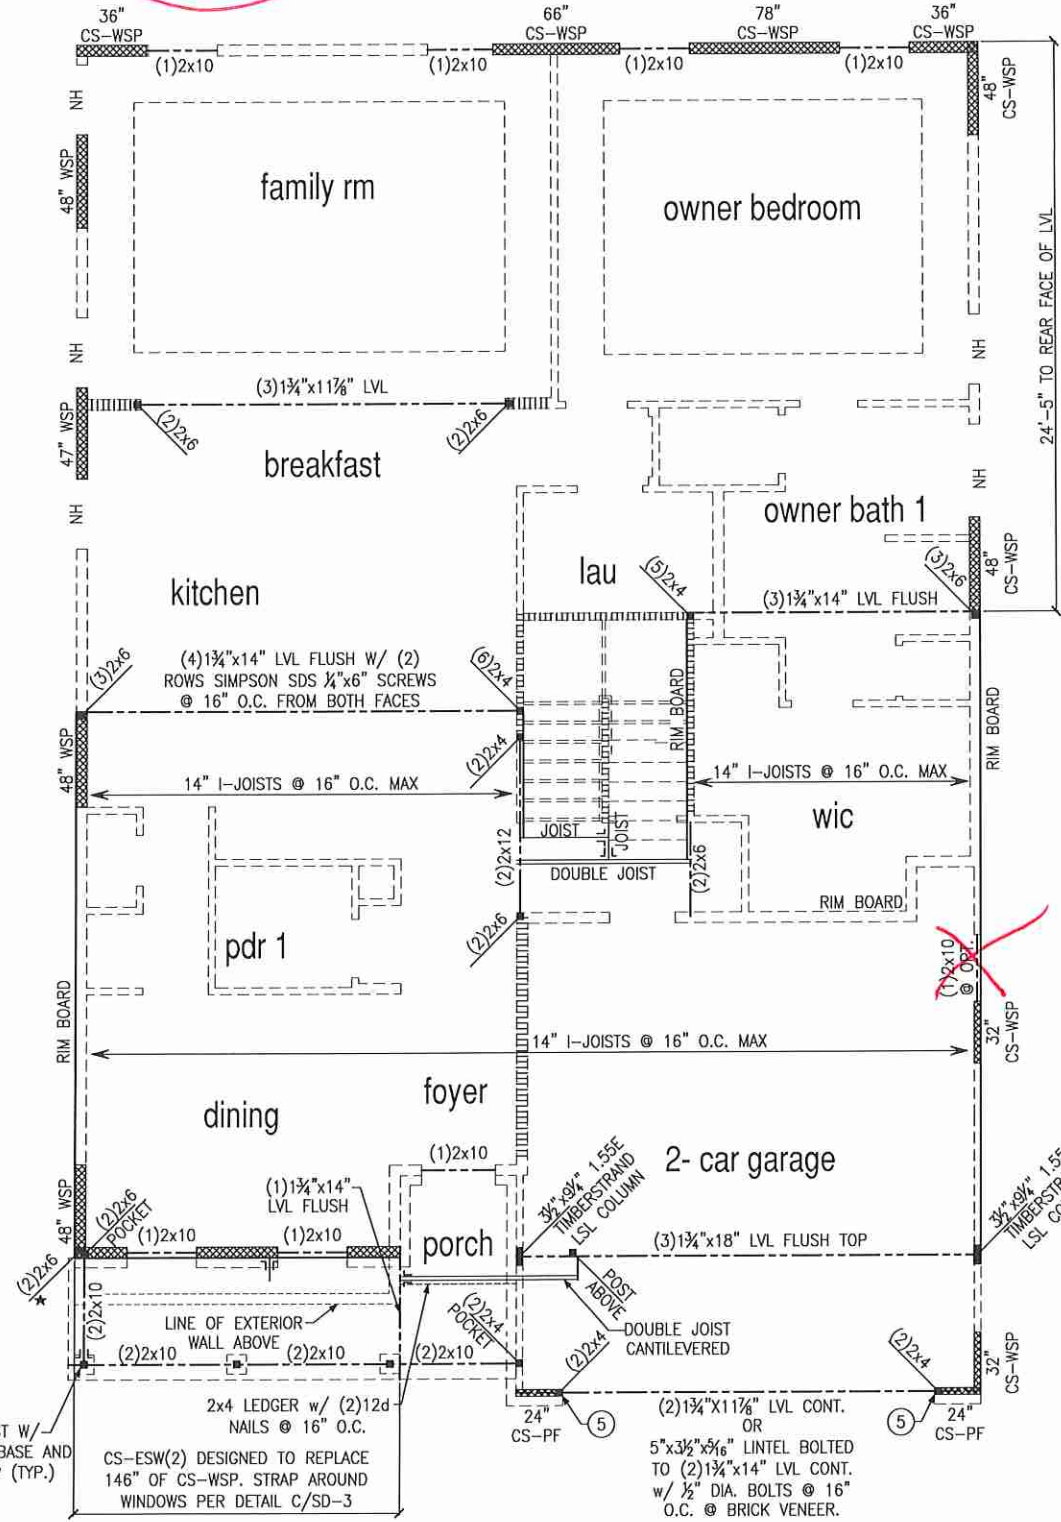 36"
CS-WSP
66"
CS-WSP
78"
CS-WSP
36"
CS-WSP
(1)2x10
(1)2x10
(1)2x10
(1)2x10
NH
48" WSP
NH
47" WSP
NH
48"
CS-WSP
24'-5" TO REAR FACE OF LVL
NH
NH
48"
CS-WSP
family rm
owner bedroom
(3)1¾"x11⅞" LVL
(2)2x6
(2)2x6
breakfast
owner bath 1
kitchen
lau
(5)2x4
(3)2x6
(3)1¾"x14" LVL FLUSH
(4)1¾"x14" LVL FLUSH W/ (2)
ROWS SIMPSON SDS ¼"x6" SCREWS
@ 16" O.C. FROM BOTH FACES
(3)2x6
(6)2x4
RIM BOARD
RIM BOARD
48" WSP
(2)2x4
14" I-JOISTS @ 16" O.C. MAX
14" I-JOISTS @ 16" O.C. MAX
wic
JOIST
JOIST
(2)2x12
DOUBLE JOIST
(2)2x6
RIM BOARD
(2)2x6
pdr 1
(1)2x10
@ OPT.
RIM BOARD
32"
CS-WSP
14" I-JOISTS @ 16" O.C. MAX
foyer
dining
(1)2x10
2- car garage
48" WSP
(2)2x6
POCKET
(1)1¾"x14"
LVL FLUSH
3½"x9¼" 1.55E
TIMBERSTRAND
LSL COLUMN
3½"x9¼" 1.55E
TIMBERSTR
LSL CO
(1)2x10
(1)2x10
porch
(3)1¾"x18" LVL FLUSH TOP
(2)2x6
★
(2)2x10
POST
ABOVE
LINE OF EXTERIOR
WALL ABOVE
(2)2x4
POCKET
DOUBLE JOIST
CANTILEVERED
(2)2x10
(2)2x10
(2)2x10
(2)2x4
(2)2x4
32"
CS-WSP
2x4 LEDGER w/ (2)12d
NAILS @ 16" O.C.
24"
CS-PF
5
5
24"
CS-PF
(2)1¾"X11⅞" LVL CONT.
OR
5"x3½"x5/16" LINTEL BOLTED
TO (2)1¾"x14" LVL CONT.
w/ ½" DIA. BOLTS @ 16"
O.C. @ BRICK VENEER.
ST W/
BASE AND
(TYP.)
CS-ESW(2) DESIGNED TO REPLACE
146" OF CS-WSP. STRAP AROUND
WINDOWS PER DETAIL C/SD-3